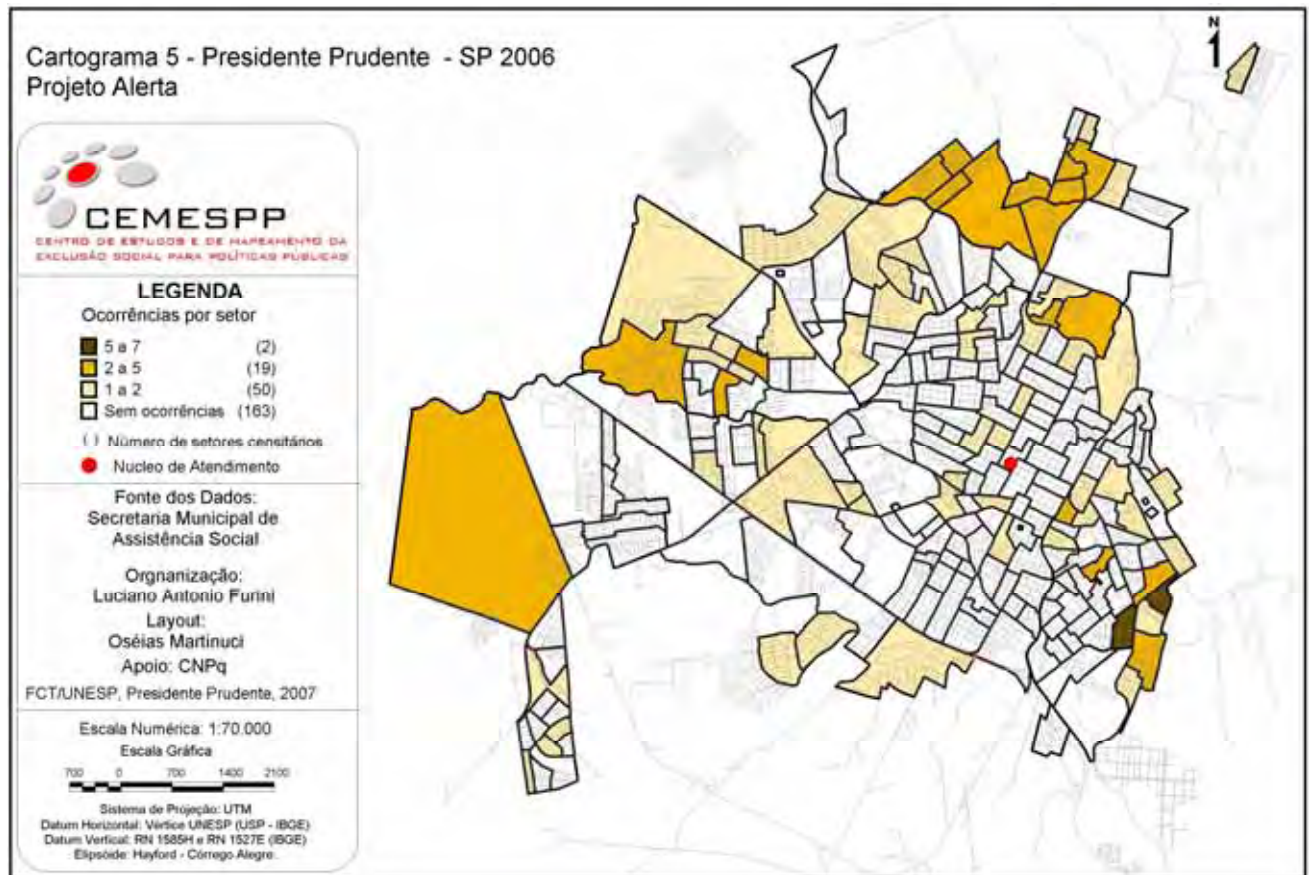 Cartograma 5 - Presidente Prudente - SP 2006
Projeto Alerta
N
CEMESPP
CENTRO DE ESTUDOS E DE MAPEAMENTO DA
EXCLUSÃO SOCIAL PARA POLÍTICAS PÚBLICAS
LEGENDA
Ocorrências por setor
5 a 7 (2)
2 a 5 (19)
1 a 2 (50)
Sem ocorrências (163)
( ) Número de setores censitários
Nucleo de Atendimento
Fonte dos Dados:
Secretaria Municipal de
Assistência Social
Orgnanização:
Luciano Antonio Furini
Layout:
Oséias Martinuci
Apoio: CNPq
FCT/UNESP, Presidente Prudente, 2007
Escala Numérica: 1:70.000
Escala Gráfica
700 0 700 1400 2100
Sistema de Projeção: UTM
Datum Horizontal: Vértice UNESP (USP - IBGE)
Datum Vertical: RN 1585H e RN 1527E (IBGE)
Elipsóide: Hayford - Córrego Alegre.